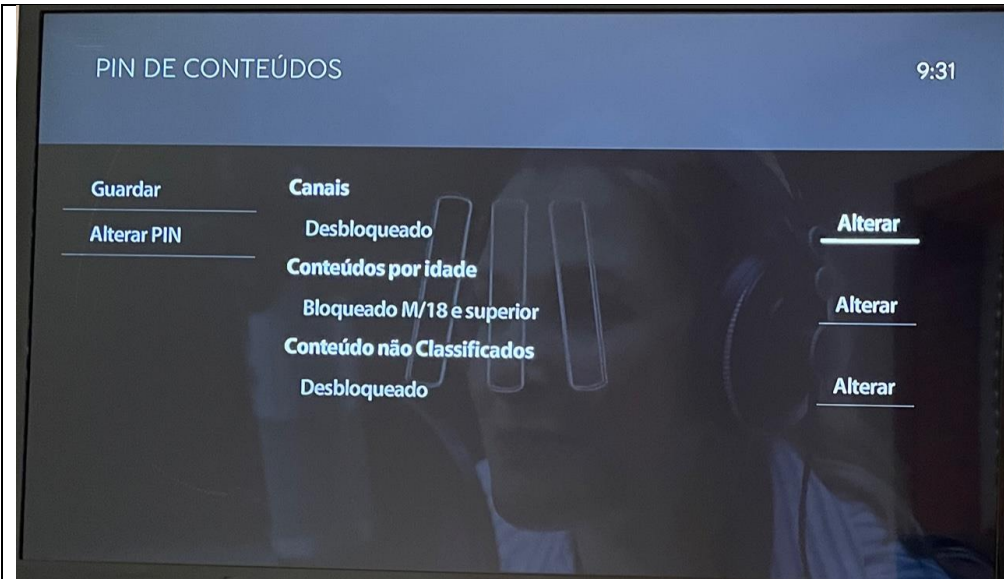 PIN DE CONTEÚDOS
9:31
Guardar
Alterar PIN
Canais
Desbloqueado
Alterar
Conteúdos por idade
Bloqueado M/18 e superior
Alterar
Conteúdo não Classificados
Desbloqueado
Alterar